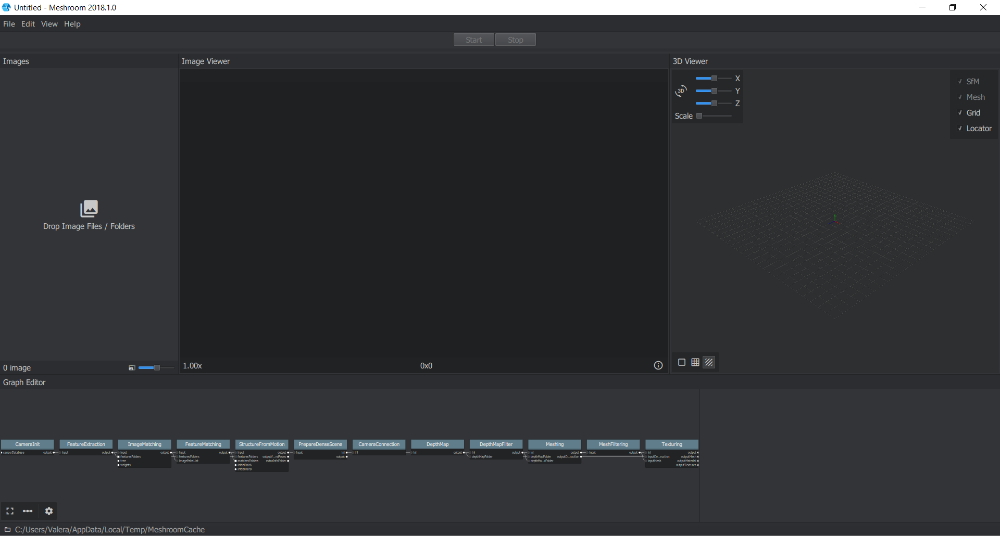 Untitled - Meshroom 2018.1.0
File Edit View Help
Start Stop
Images
Image Viewer
3D Viewer
3D
X
Y
Z
Scale
SfM
Mesh
Grid
Locator
Drop Image Files / Folders
0 image
1.00x
0x0
Graph Editor
CameraInit
sensorDatabase output
FeatureExtraction
input output
ImageMatching
input output
featuresFolders
tree
weights
FeatureMatching
input output
featuresFolders
imagePairsList
StructureFromMotion
input output
featuresFolders outputV...ndPoses
matchesFolders extraInfoFolder
initialPairA
initialPairB
PrepareDenseScene
input ini
output
CameraConnection
ini
DepthMap
ini output
DepthMapFilter
ini output
depthMapFolder
Meshing
ini output
depthMapFolder outputD...ruction
depthMa...rFolder
MeshFiltering
input output
Texturing
ini output
inputDe...ruction outputMesh
inputMesh outputMaterial
outputTextures
C:/Users/Valera/AppData/Local/Temp/MeshroomCache